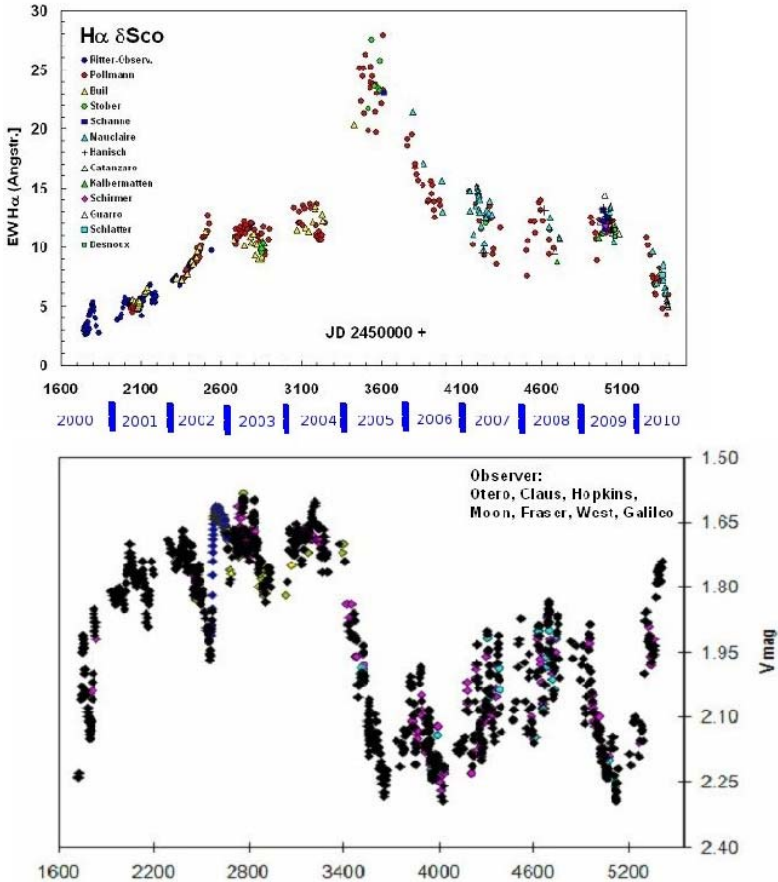 30
Hα δSco
Ritter-Observ.
Pollmann
Buil
Stober
Schanne
Mauclaire
Hanisch
Catanzaro
Kalbermatten
Schirmer
Guarro
Schlatter
Desnoux
25
20
15
10
5
0
EW Hα (Angstr.)
JD 2450000 +
1600 2100 2600 3100 3600 4100 4600 5100
2000 2001 2002 2003 2004 2005 2006 2007 2008 2009 2010
Observer:
Otero, Claus, Hopkins,
Moon, Fraser, West, Galileo
1.50
1.65
1.80
1.95
2.10
2.25
2.40
V mag
1600 2200 2800 3400 4000 4600 5200